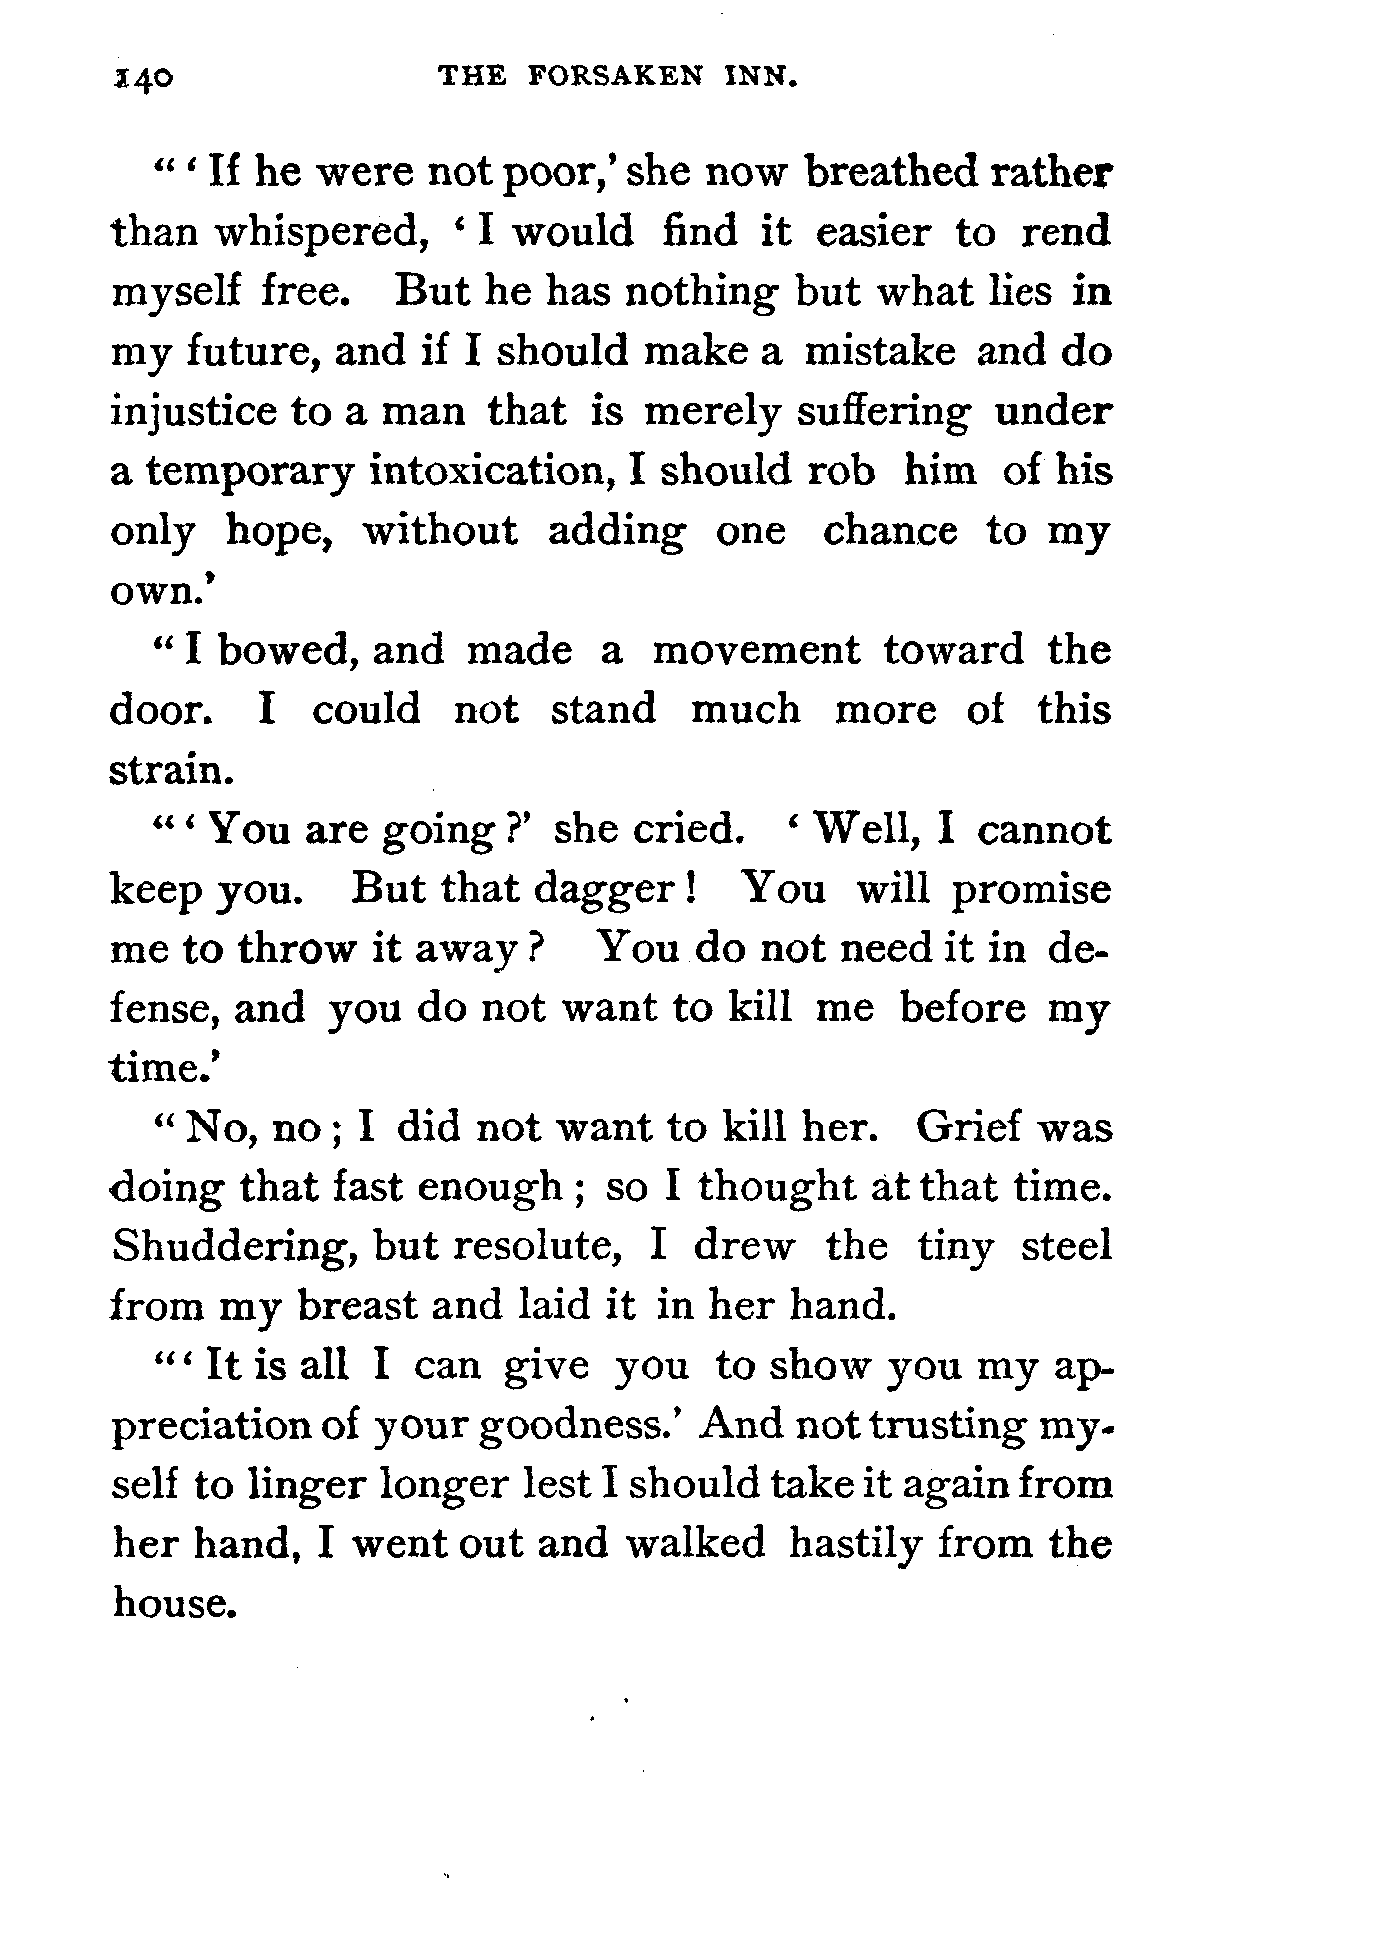 140 THE FORSAKEN INN.
" ' If he were not poor,' she now breathed rather
than whispered, ' I would find it easier to rend
myself free. But he has nothing but what lies in
my future, and if I should make a mistake and do
injustice to a man that is merely suffering under
a temporary intoxication, I should rob him of his
only hope, without adding one chance to my
own.'
" I bowed, and made a movement toward the
door. I could not stand much more of this
strain.
" ' You are going ?' she cried. ' Well, I cannot
keep you. But that dagger ! You will promise
me to throw it away ? You do not need it in de-
fense, and you do not want to kill me before my
time.'
" No, no ; I did not want to kill her. Grief was
doing that fast enough ; so I thought at that time.
Shuddering, but resolute, I drew the tiny steel
from my breast and laid it in her hand.
" ' It is all I can give you to show you my ap-
preciation of your goodness.' And not trusting my-
self to linger longer lest I should take it again from
her hand, I went out and walked hastily from the
house.